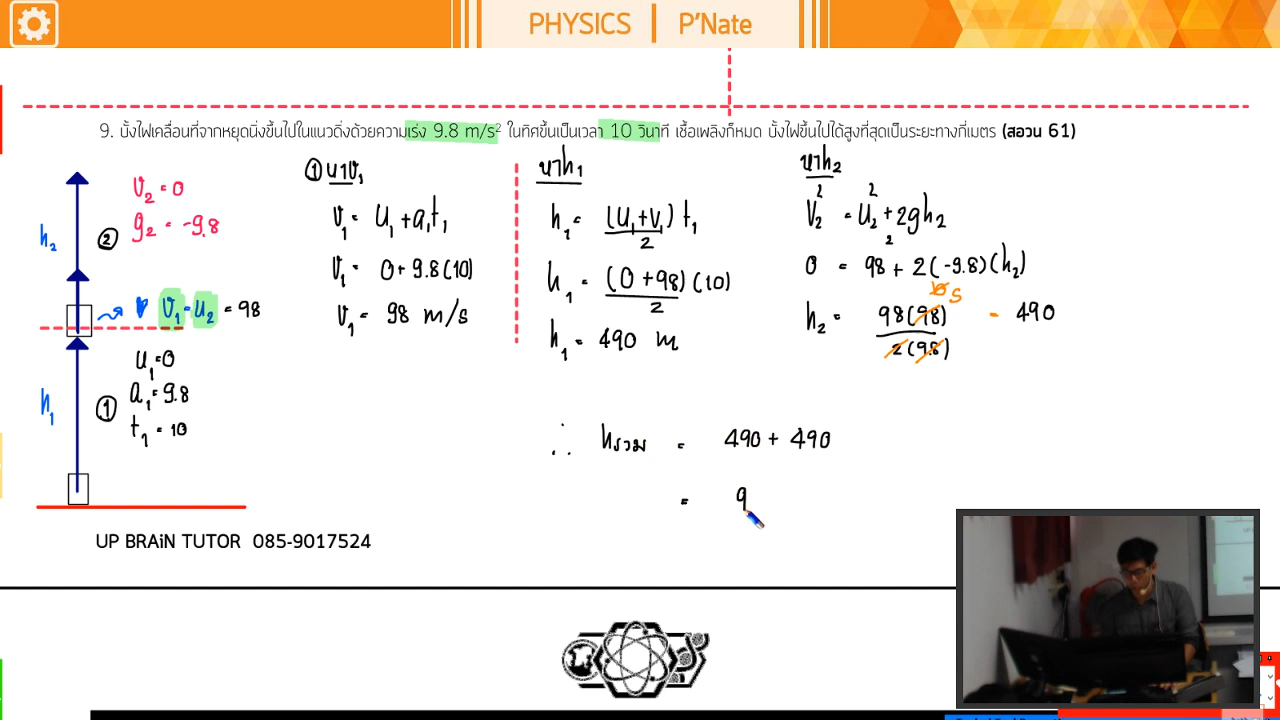 PHYSICS | P'Nate
9. บั้งไฟเคลื่อนที่จากหยุดนิ่งขึ้นไปในแนวดิ่งด้วยความเร่ง 9.8 m/s² ในทิศขึ้นเป็นเวลา 10 วินาที เชื้อเพลิงก็หมด บั้งไฟขึ้นไปได้สูงที่สุดเป็นระยะทางกี่เมตร (สอวน 61)
h₂
②
V₂ = 0
g₂ = -9.8
V₁ = U₂ = 98
h₁
①
U₁ = 0
a₁ = 9.8
t₁ = 10
① หาV₁
V₁ = U₁ + a₁t₁
V₁ = 0 + 9.8(10)
V₁ = 98 m/s
หาh₁
h₁ = (U₁+V₁) t₁
2
h₁ = (0 + 98) (10)
2
h₁ = 490 m
หาh₂
V₂² = U₂² + 2gh₂
0 = 98² + 2(-9.8)(h₂)
h₂ = 98(98) = 490
2(9.8)
10 5
∴ hรวม = 490 + 490
= 9
UP BRAiN TUTOR 085-9017524